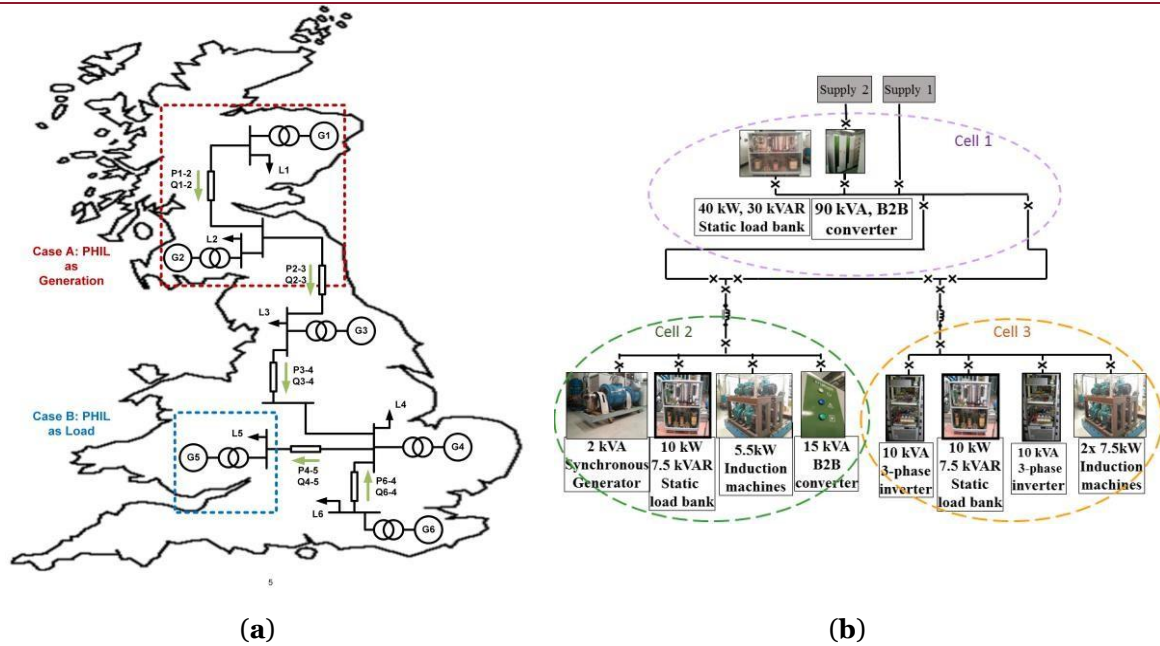 G1
L1
P1-2
Q1-2
L2
G2
Case A: PHIL
as
Generation
P2-3
Q2-3
L3
G3
P3-4
Q3-4
Case B: PHIL
as Load
L4
L5
G5
G4
P4-5
Q4-5
P6-4
Q6-4
L6
G6
5
(a)
Supply 2
Supply 1
Cell 1
40 kW, 30 kVAR
Static load bank
90 kVA, B2B
converter
Cell 2
2 kVA
Synchronous
Generator
10 kW
7.5 kVAR
Static
load bank
5.5kW
Induction
machines
15 kVA
B2B
converter
Cell 3
10 kVA
3-phase
inverter
10 kW
7.5 kVAR
Static
load bank
10 kVA
3-phase
inverter
2x 7.5kW
Induction
machines
(b)